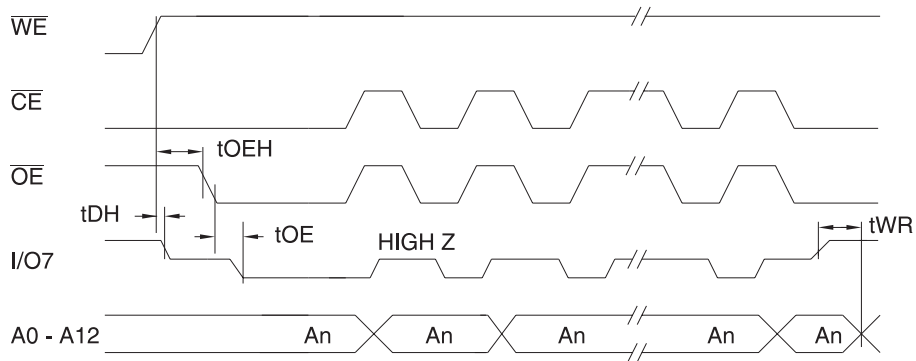 WE
CE
tOEH
OE
tDH
tOE
tWR
HIGH Z
I/O7
A0 - A12 An An An An An